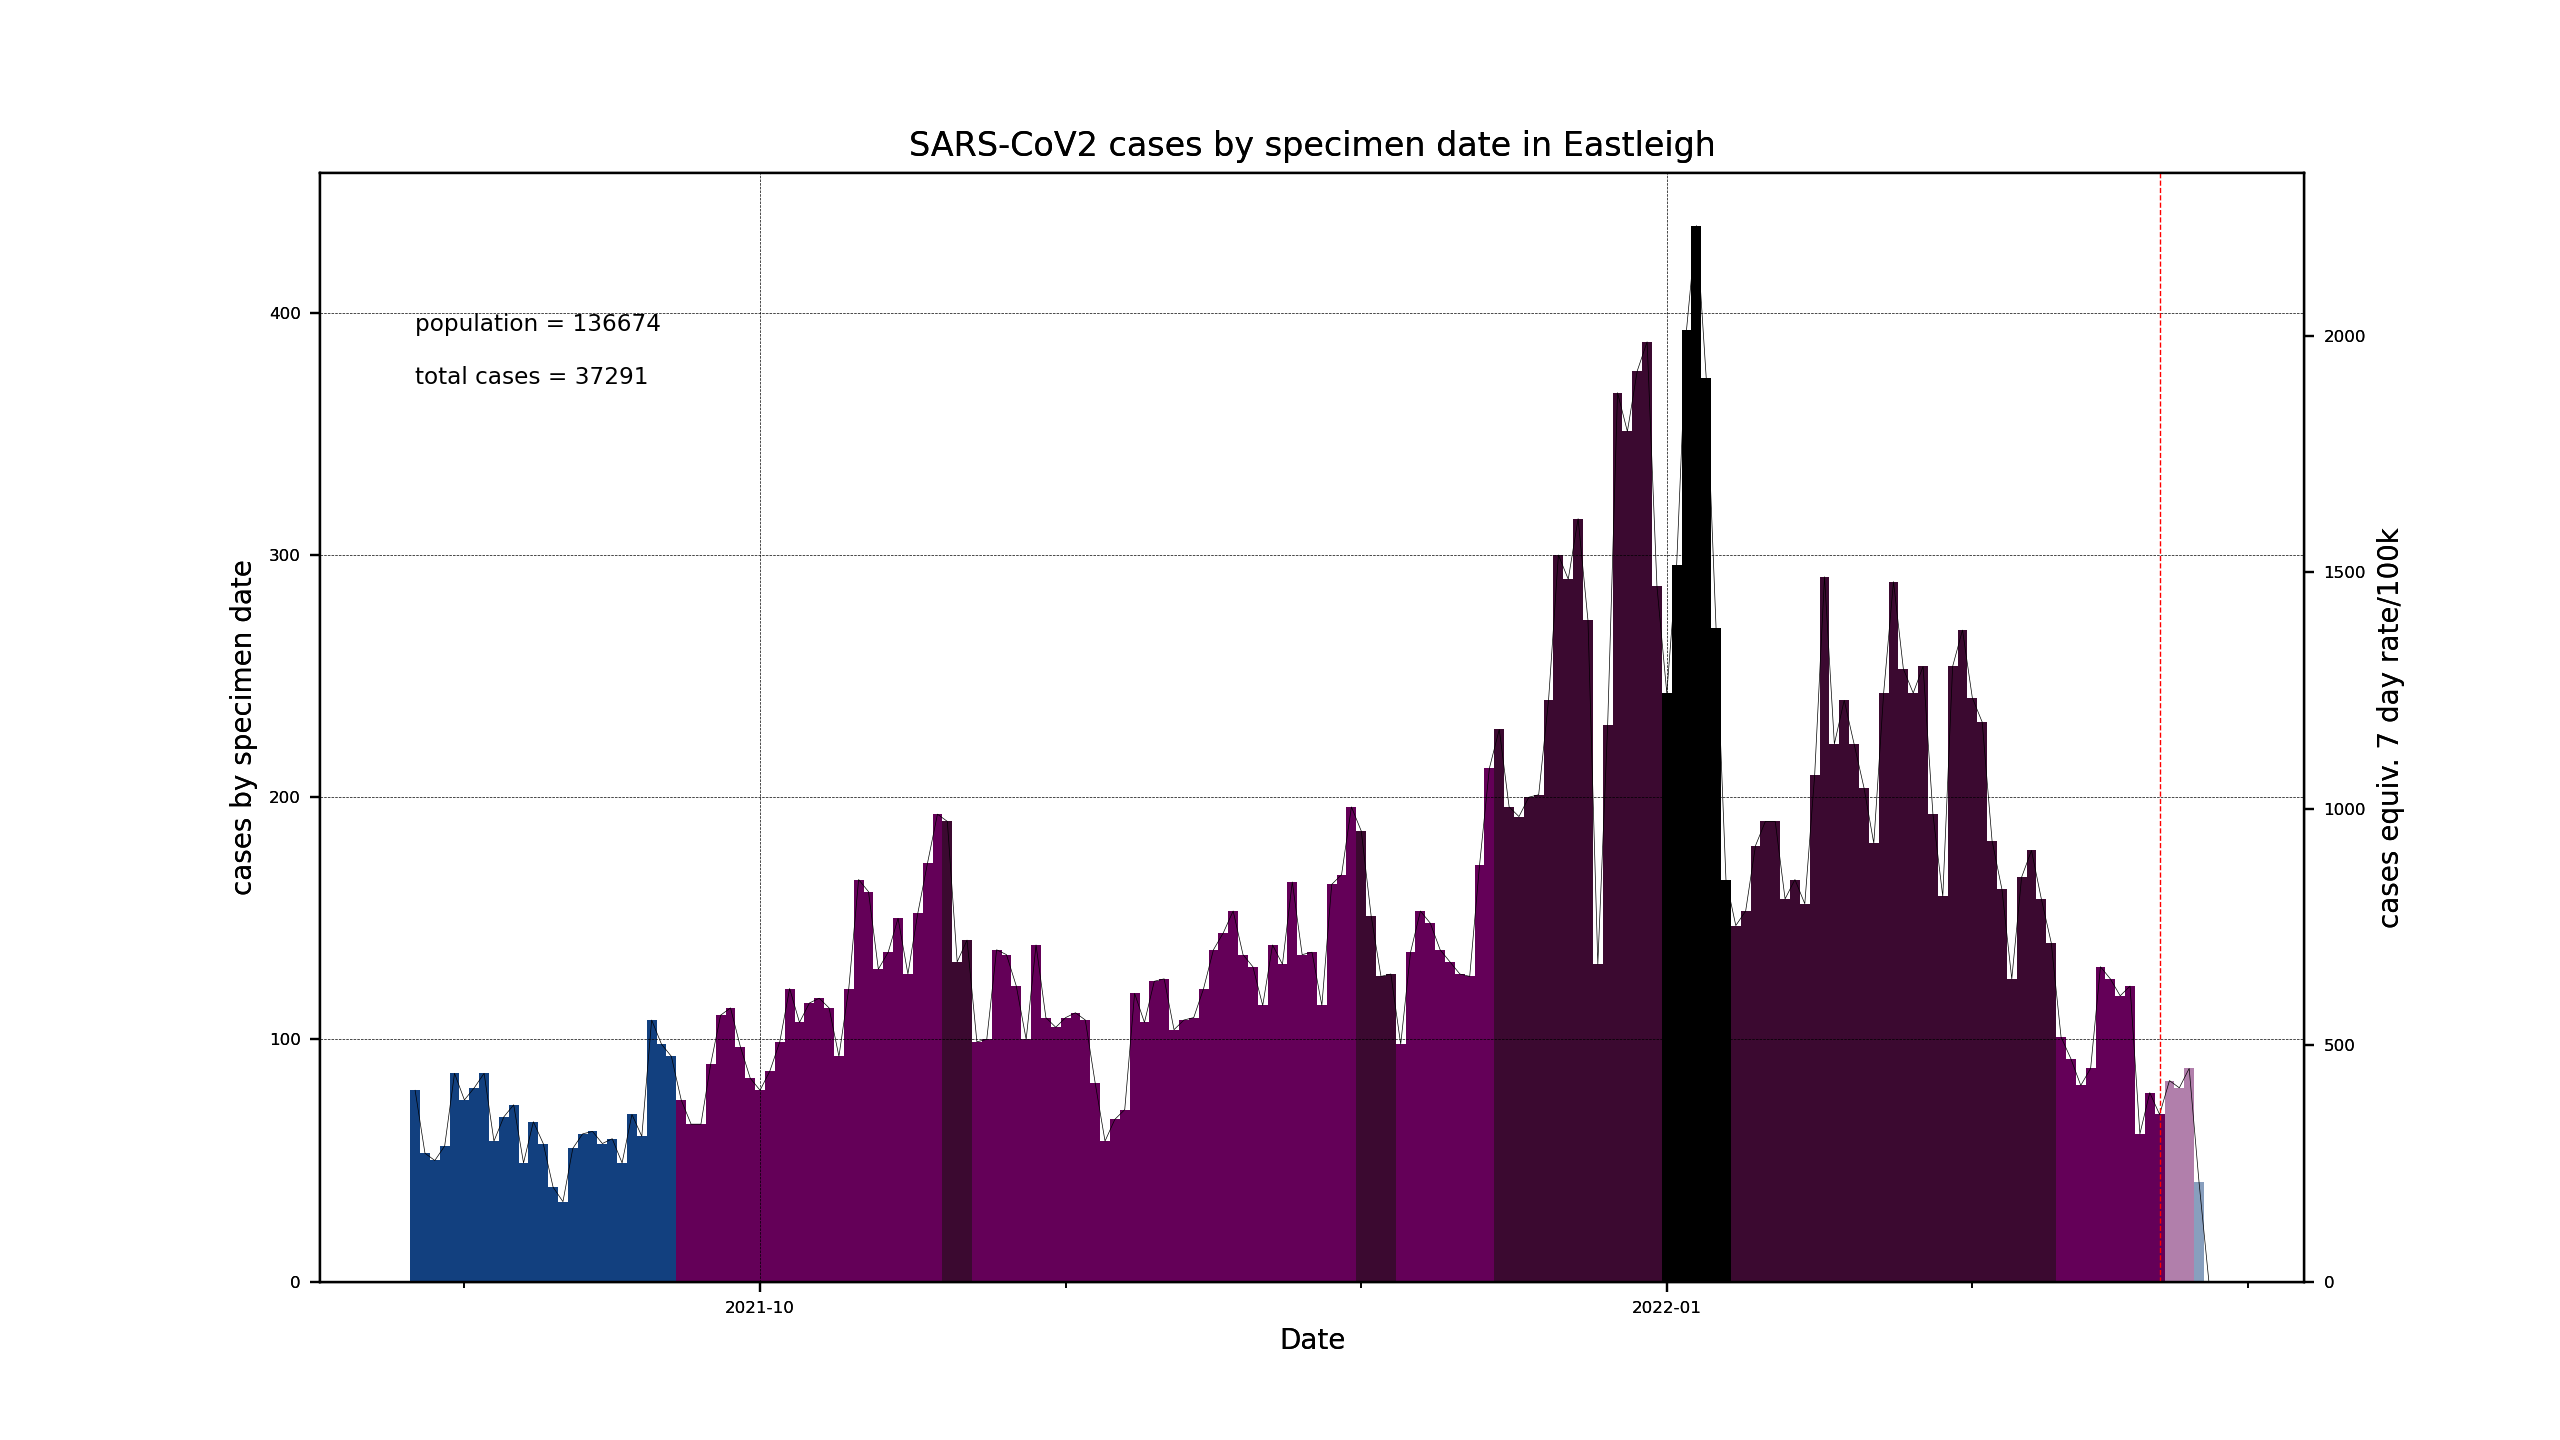 SARS-CoV2 cases by specimen date in Eastleigh
population = 136674
total cases = 37291
cases by specimen date
400
300
200
100
0
2000
1500
1000
500
0
cases equiv. 7 day rate/100k
2021-10
2022-01
Date